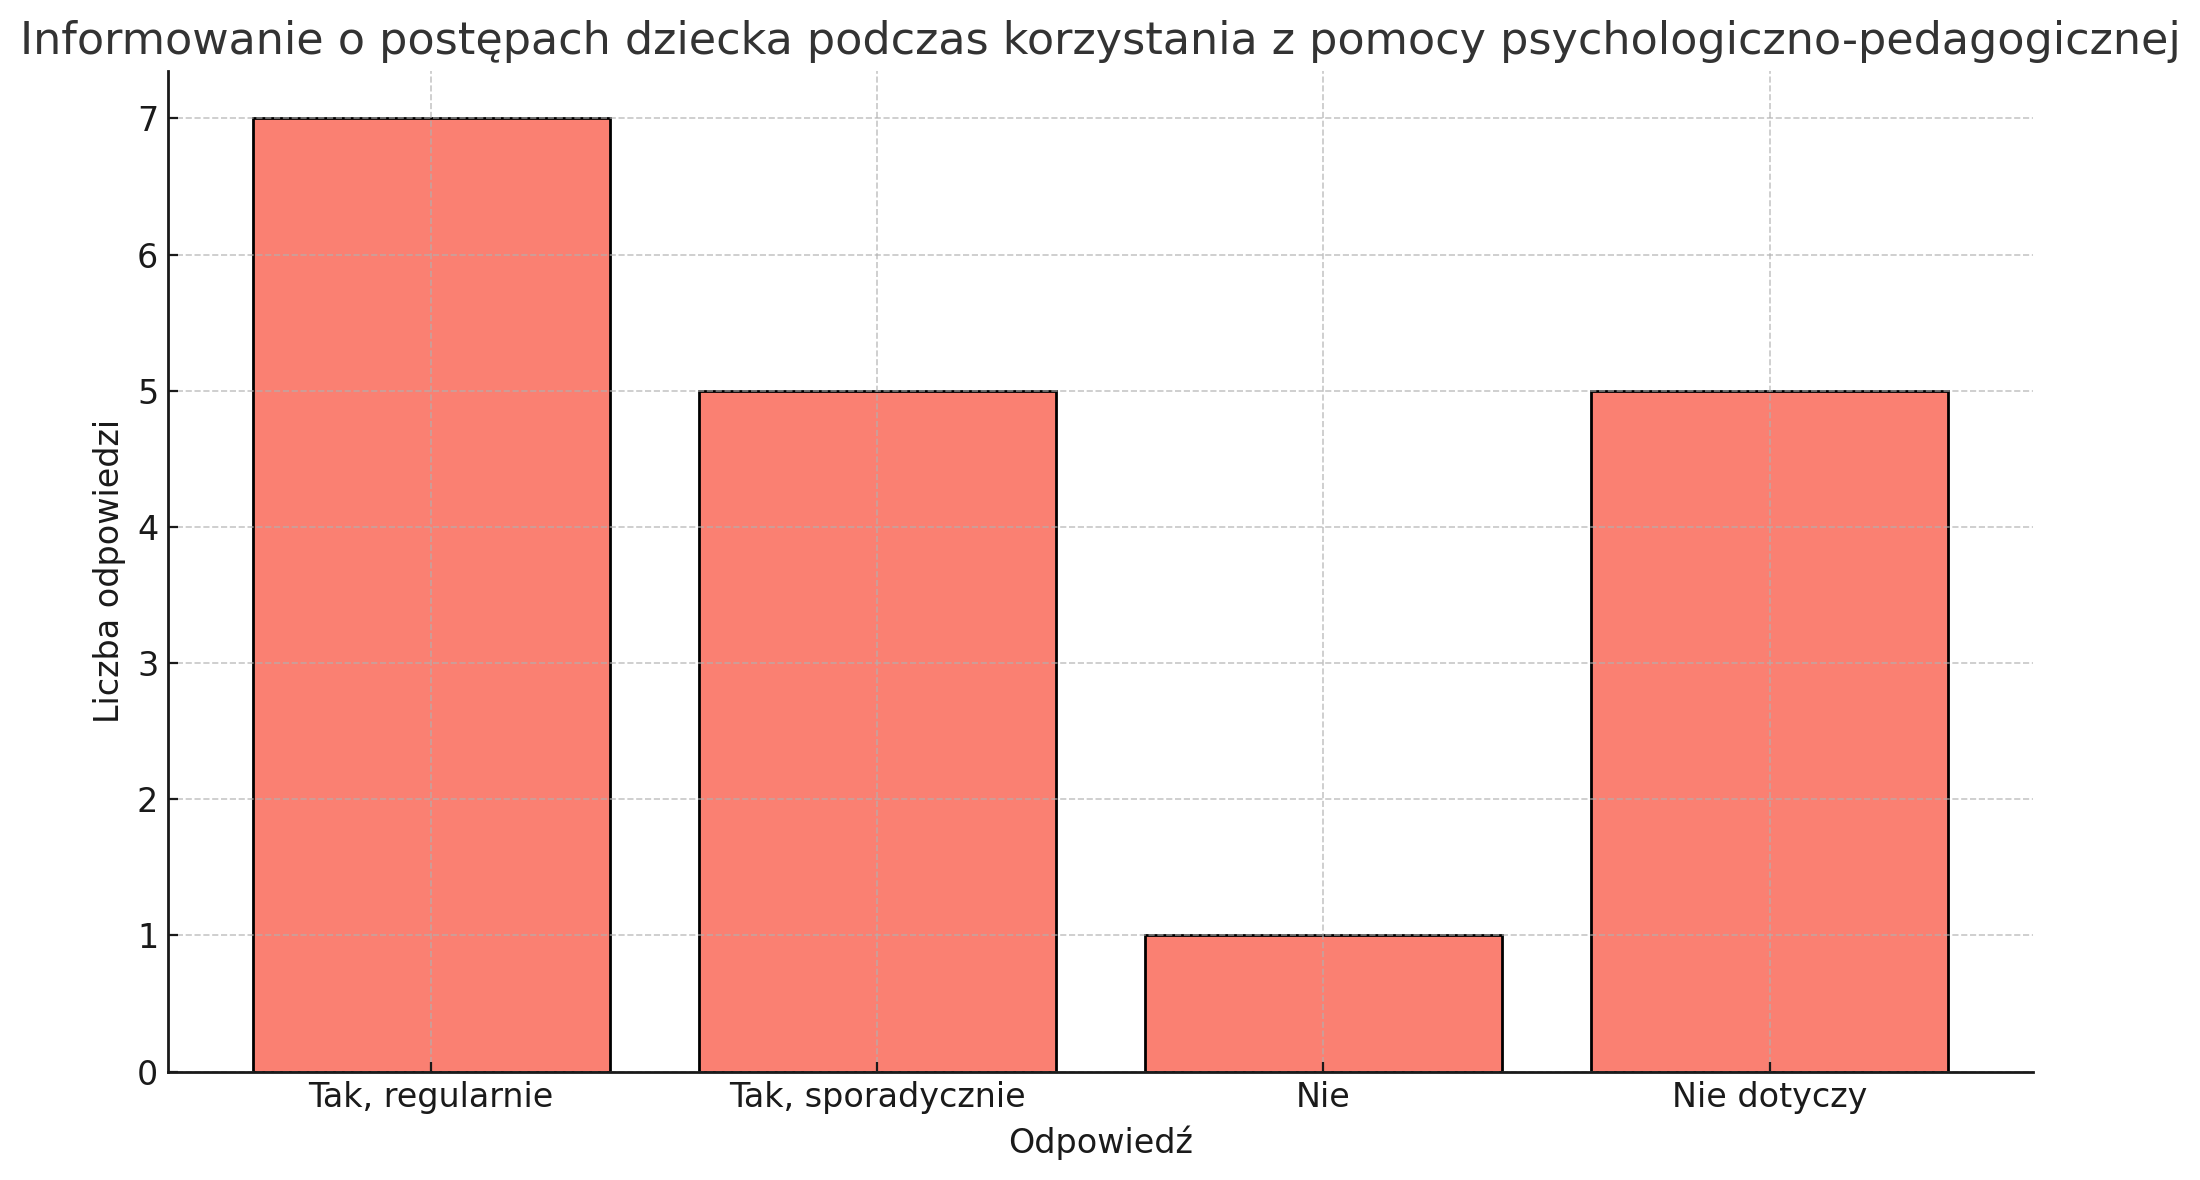 Informowanie o postępach dziecka podczas korzystania z pomocy psychologiczno-pedagogicznej
Liczba odpowiedzi
7
6
5
4
3
2
1
0
Tak, regularnie
Tak, sporadycznie
Nie
Nie dotyczy
Odpowiedź